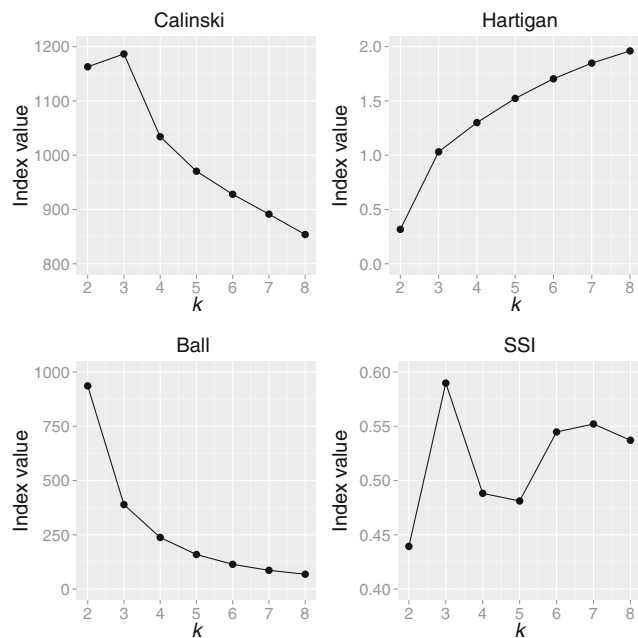 Calinski
Index value
1200
1100
1000
900
800
2 3 4 5 6 7 8
k
Hartigan
Index value
2.0
1.5
1.0
0.5
0.0
2 3 4 5 6 7 8
k
Ball
Index value
1000
750
500
250
0
2 3 4 5 6 7 8
k
SSI
Index value
0.60
0.55
0.50
0.45
0.40
2 3 4 5 6 7 8
k